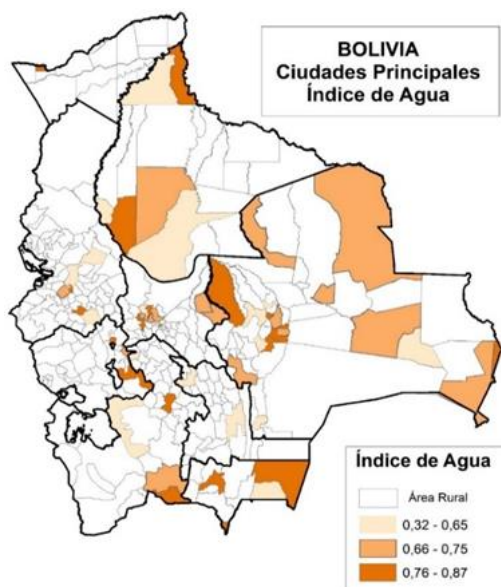 BOLIVIA
Ciudades Principales
Índice de Agua
Índice de Agua
Área Rural
0,32 - 0,65
0,66 - 0,75
0,76 - 0,87